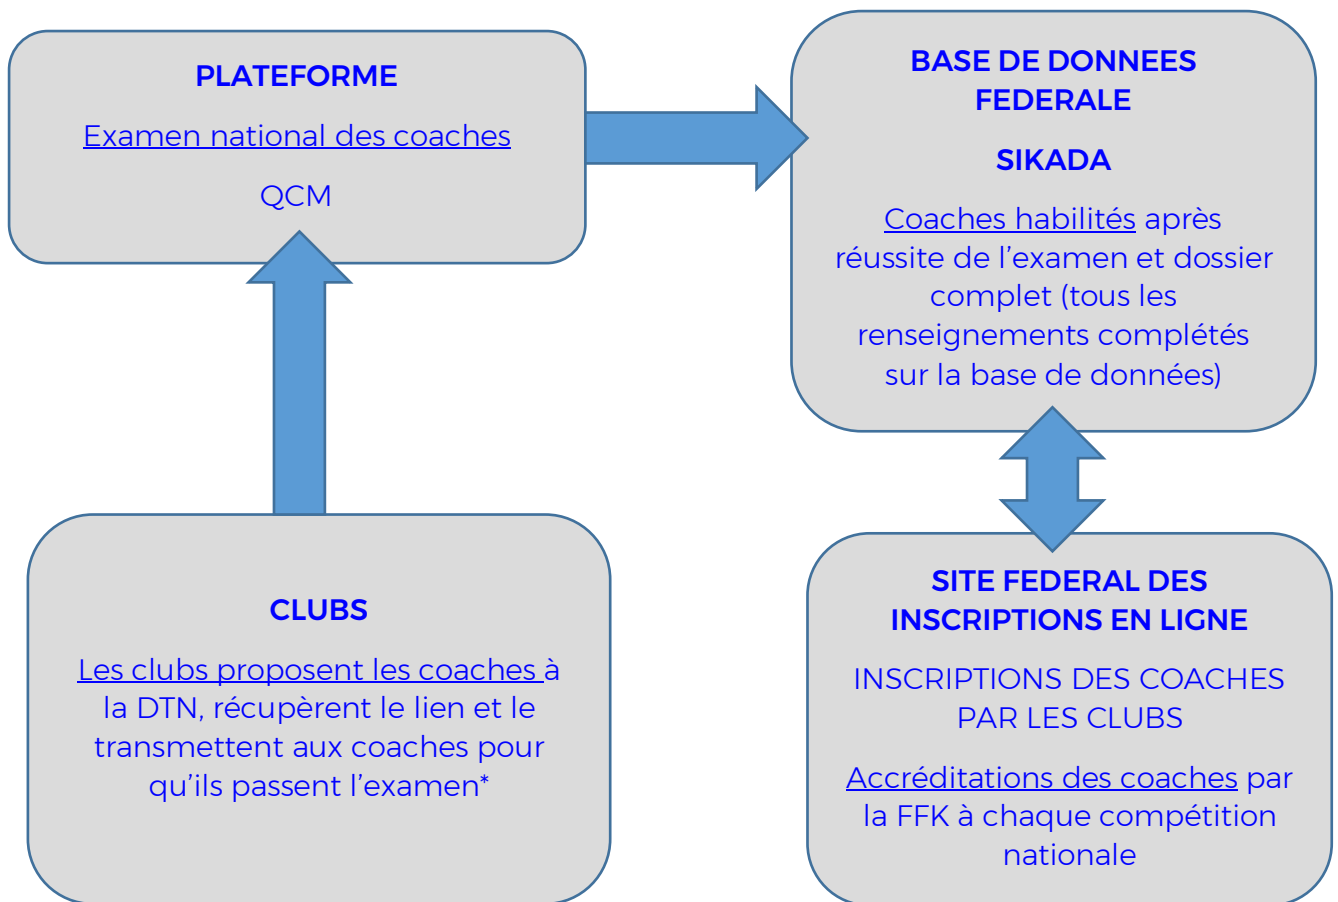 PLATEFORME
Examen national des coaches
QCM
BASE DE DONNEES
FEDERALE
SIKADA
Coaches habilités après
réussite de l’examen et dossier
complet (tous les
renseignements complétés
sur la base de données)
CLUBS
Les clubs proposent les coaches à
la DTN, récupèrent le lien et le
transmettent aux coaches pour
qu’ils passent l’examen*
SITE FEDERAL DES
INSCRIPTIONS EN LIGNE
INSCRIPTIONS DES COACHES
PAR LES CLUBS
Accréditations des coaches par
la FFK à chaque compétition
nationale